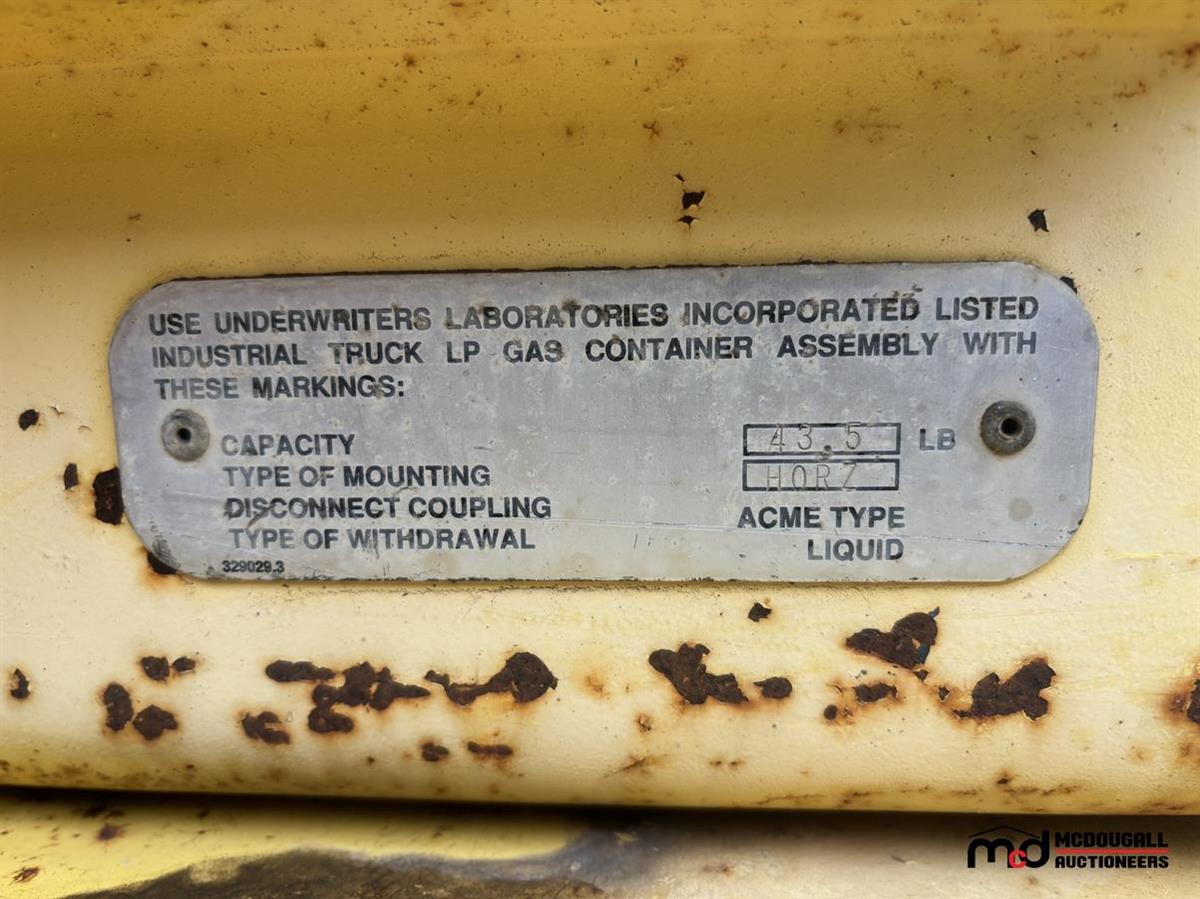 USE UNDERWRITERS LABORATORIES INCORPORATED LISTED
INDUSTRIAL TRUCK LP GAS CONTAINER ASSEMBLY WITH
THESE MARKINGS:
CAPACITY 43.5 LB
TYPE OF MOUNTING HORZ.
DISCONNECT COUPLING ACME TYPE
TYPE OF WITHDRAWAL LIQUID
329029.3
mcd MCDOUGALL
AUCTIONEERS